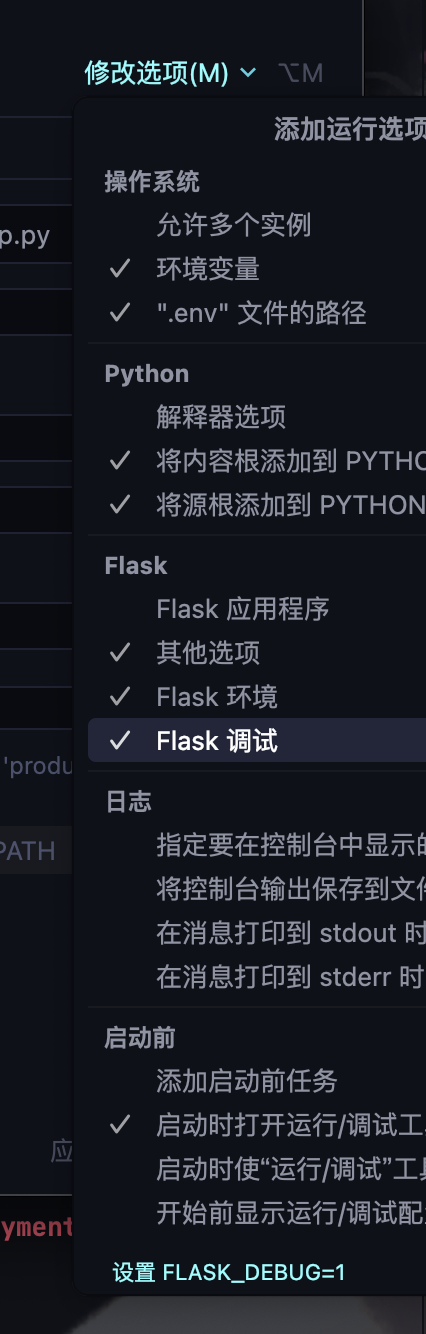 修改选项(M) ⌥M
添加运行选项
操作系统
允许多个实例
p.py
环境变量
".env" 文件的路径
Python
解释器选项
将内容根添加到 PYTHO
将源根添加到 PYTHON
Flask
Flask 应用程序
其他选项
Flask 环境
Flask 调试
'produ
日志
指定要在控制台中显示的
PATH
将控制台输出保存到文件
在消息打印到 stdout 时
在消息打印到 stderr 时
启动前
添加启动前任务
启动时打开运行/调试工具
应
启动时使“运行/调试”工具
开始前显示运行/调试配置
yment
设置 FLASK_DEBUG=1